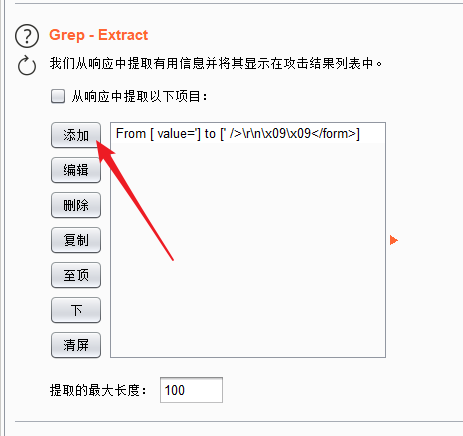 Grep - Extract
我们从响应中提取有用信息并将其显示在攻击结果列表中。
从响应中提取以下项目：
添加
From [ value='] to [' />\r\n\x09\x09</form>]
编辑
删除
复制
至顶
下
清屏
提取的最大长度： 100